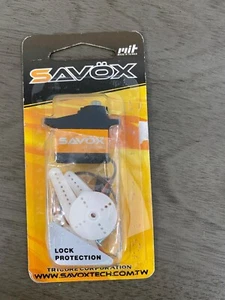 SAVÖX
LOCK
PROTECTION
TRICORE CORPORATION
WWW.SAVOXTECH.COM.TW